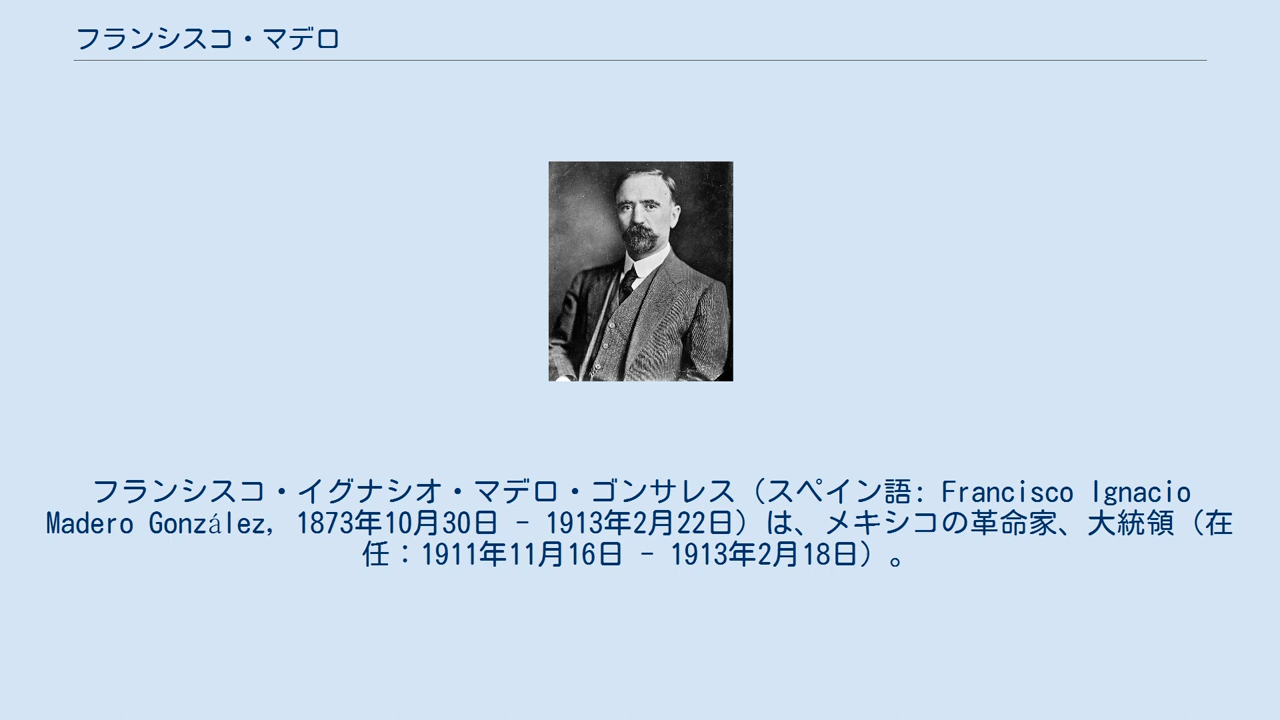 フランシスコ・マデロ
フランシスコ・イグナシオ・マデロ・ゴンサレス（スペイン語: Francisco Ignacio
Madero González, 1873年10月30日 - 1913年2月22日）は、メキシコの革命家、大統領（在
任：1911年11月16日 - 1913年2月18日）。